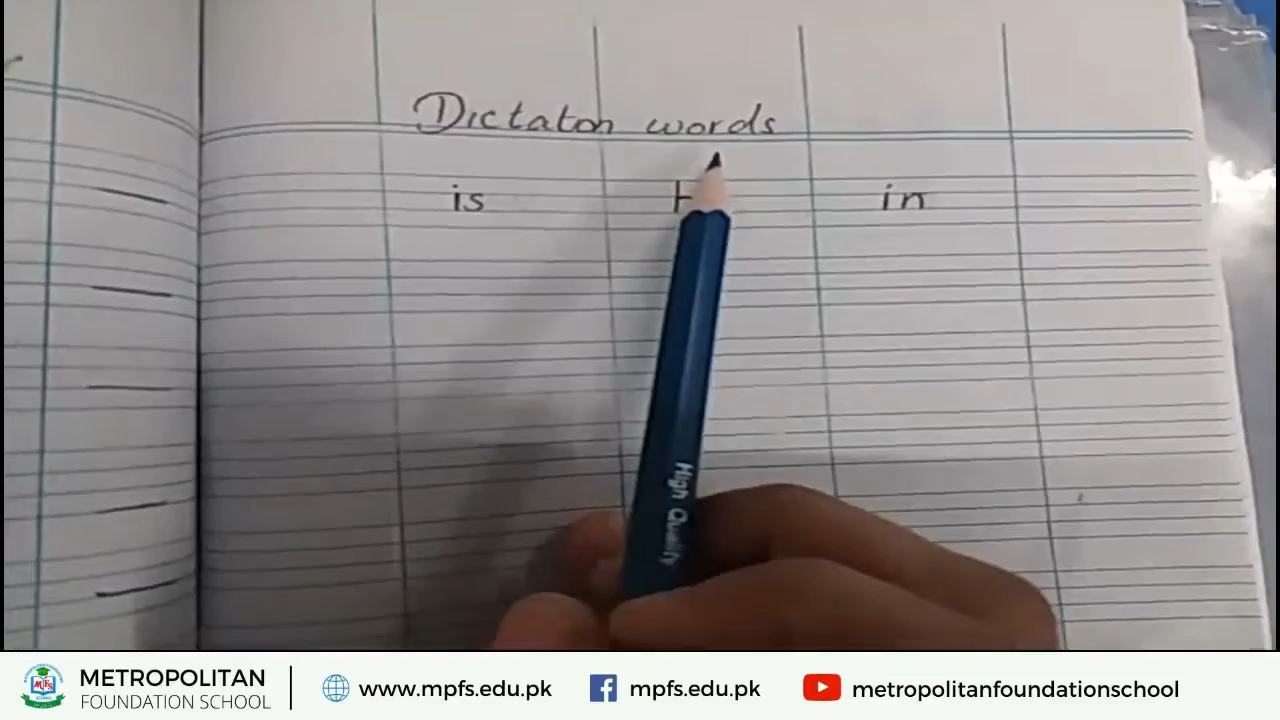 Dictaton words
is in
High Quality
METROPOLITAN
FOUNDATION SCHOOL
www.mpfs.edu.pk
mpfs.edu.pk
metropolitanfoundationschool